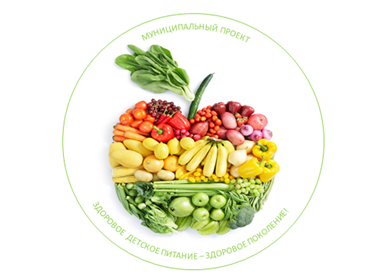 МУНИЦИПАЛЬНЫЙ ПРОЕКТ
ЗДОРОВОЕ ДЕТСКОЕ ПИТАНИЕ – ЗДОРОВОЕ ПОКОЛЕНИЕ!